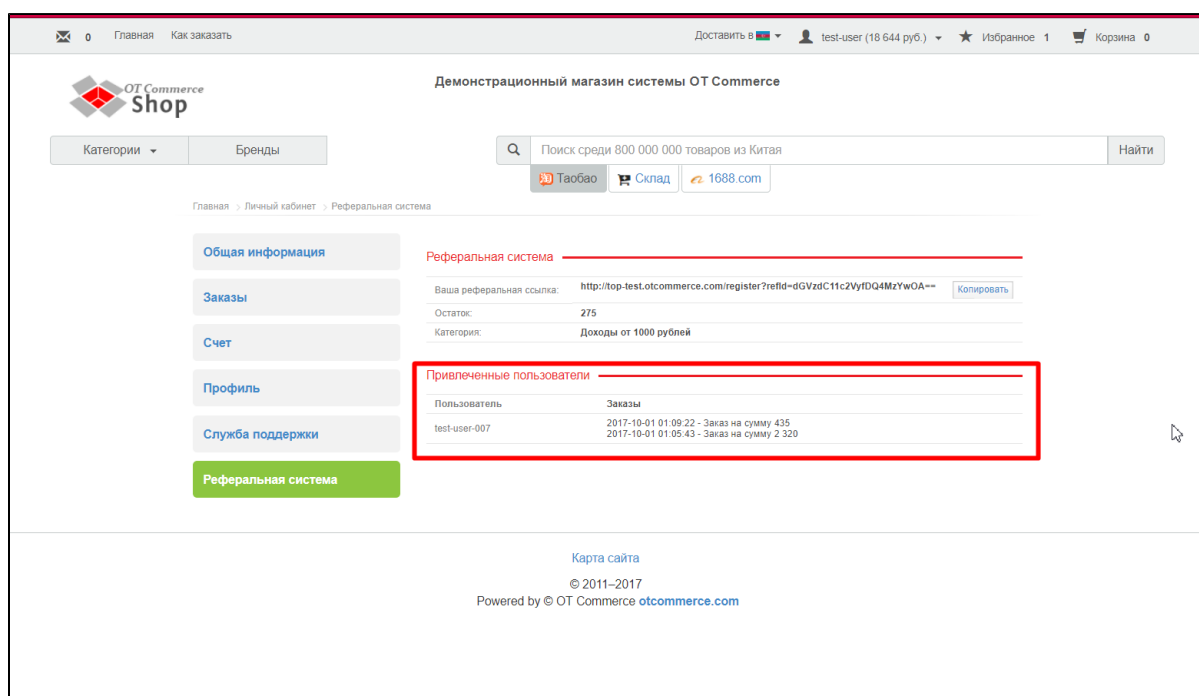 0 Главная Как заказать Доставить в test-user (18 644 руб.) Избранное 1 Корзина 0
OT Commerce
Shop
Демонстрационный магазин системы OT Commerce
Категории Бренды Поиск среди 800 000 000 товаров из Китая Найти
Таобао Склад 1688.com
Главная > Личный кабинет > Реферальная система
Общая информация
Заказы
Счет
Профиль
Служба поддержки
Реферальная система
Реферальная система
Ваша реферальная ссылка: http://top-test.otcommerce.com/register?refId=dGVzdC11c2VyfDQ4MzYwOA== Копировать
Остаток: 275
Категория: Доходы от 1000 рублей
Привлеченные пользователи
Пользователь Заказы
test-user-007 2017-10-01 01:09:22 - Заказ на сумму 435
2017-10-01 01:05:43 - Заказ на сумму 2 320
Карта сайта
© 2011–2017
Powered by © OT Commerce otcommerce.com